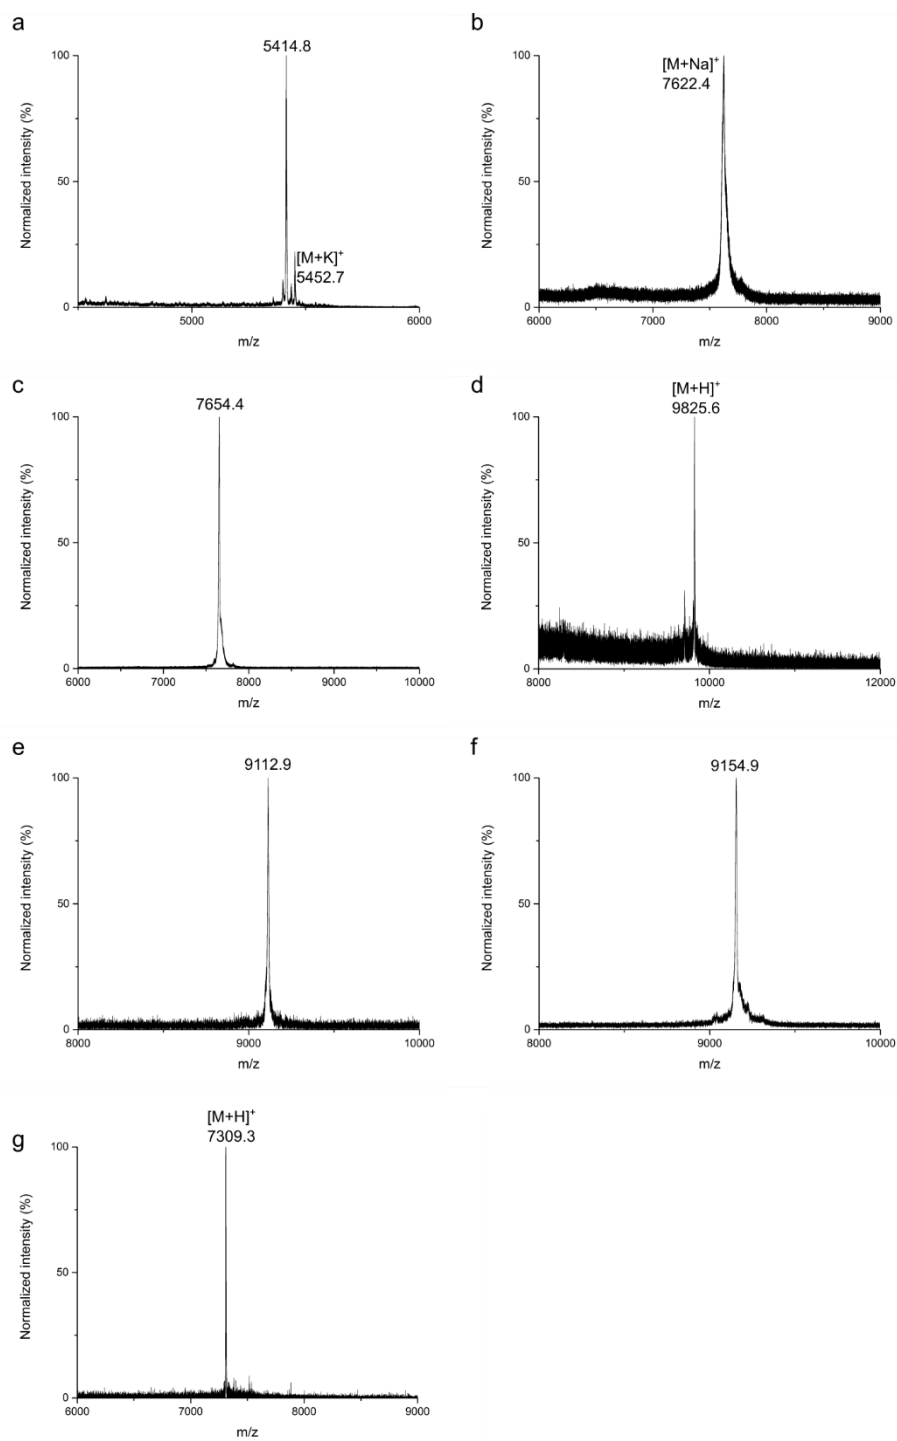 a
5414.8
[M+K]⁺
5452.7
100
50
0
Normalized intensity (%)
5000
6000
m/z
b
[M+Na]⁺
7622.4
100
50
0
Normalized intensity (%)
6000
7000
8000
9000
m/z
c
7654.4
100
50
0
Normalized intensity (%)
6000
7000
8000
9000
10000
m/z
d
[M+H]⁺
9825.6
100
50
0
Normalized intensity (%)
8000
10000
12000
m/z
e
9112.9
100
50
0
Normalized intensity (%)
8000
9000
10000
m/z
f
9154.9
100
50
0
Normalized intensity (%)
8000
9000
10000
m/z
g
[M+H]⁺
7309.3
100
50
0
Normalized intensity (%)
6000
7000
8000
9000
m/z